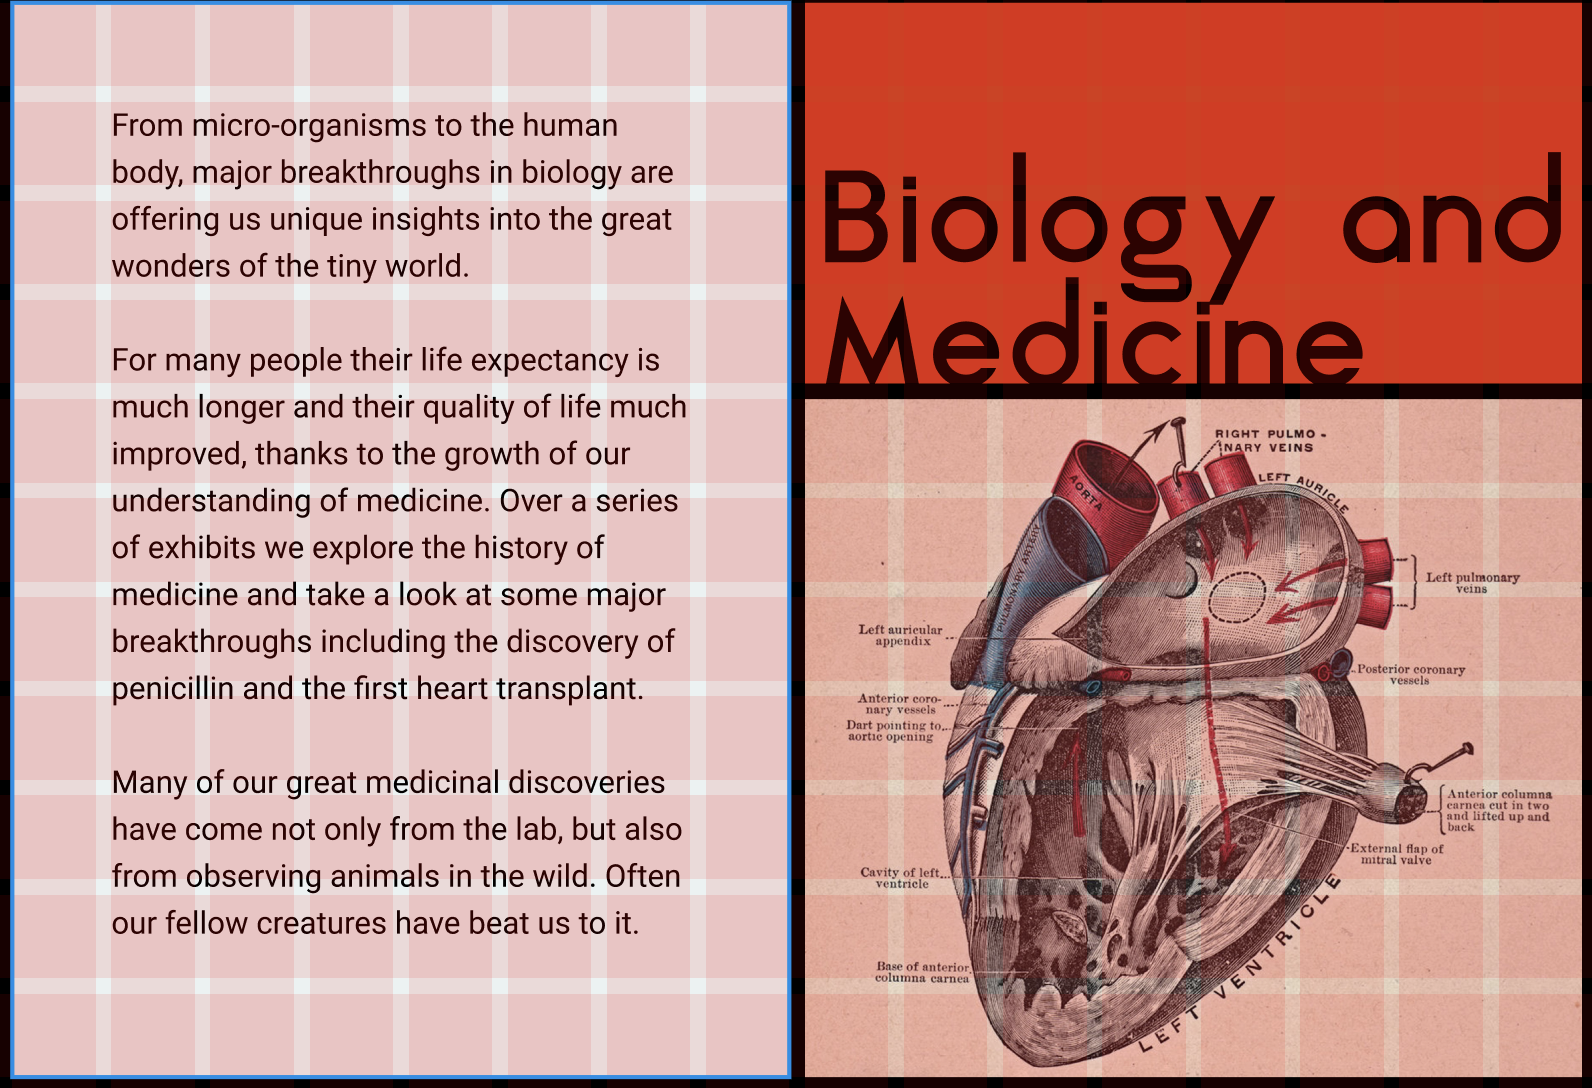 From micro-organisms to the human
body, major breakthroughs in biology are
offering us unique insights into the great
wonders of the tiny world.
For many people their life expectancy is
much longer and their quality of life much
improved, thanks to the growth of our
understanding of medicine. Over a series
of exhibits we explore the history of
medicine and take a look at some major
breakthroughs including the discovery of
penicillin and the first heart transplant.
Many of our great medicinal discoveries
have come not only from the lab, but also
from observing animals in the wild. Often
our fellow creatures have beat us to it.
Biology and
Medicine
RIGHT PULMO-
NARY VEINS
LEFT AURICLE
AORTA
PULMONARY ARTERY
Left pulmonary
veins
Left auricular
appendix
Posterior coronary
vessels
Anterior coro-
nary vessels
Dart pointing to
aortic opening
Anterior columna
carnea cut in two
and lifted up and
back
External flap of
mitral valve
Cavity of left
ventricle
Base of anterior
columna carnea
LEFT VENTRICLE